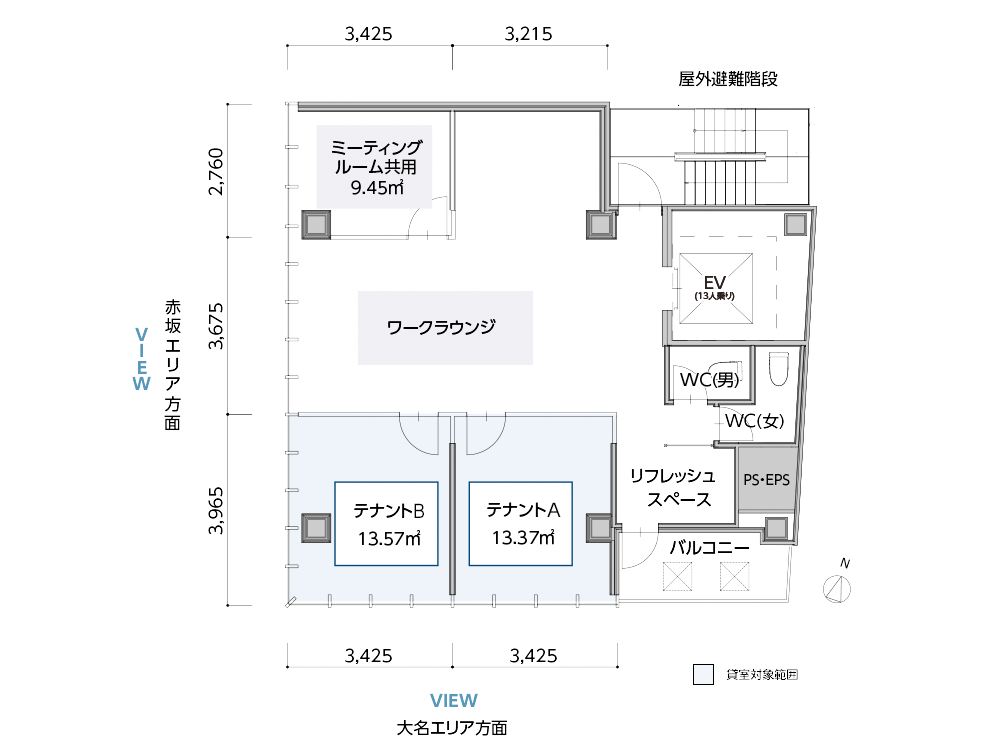 3,425
3,215
屋外避難階段
2,760
ミーティング
ルーム共用
9.45㎡
EV
(13人乗り)
3,675
ワークラウンジ
VIEW
赤坂エリア方面
WC(男)
WC(女)
リフレッシュ
スペース
PS・EPS
3,965
テナントB
13.57㎡
テナントA
13.37㎡
バルコニー
N
3,425
3,425
貸室対象範囲
VIEW
大名エリア方面